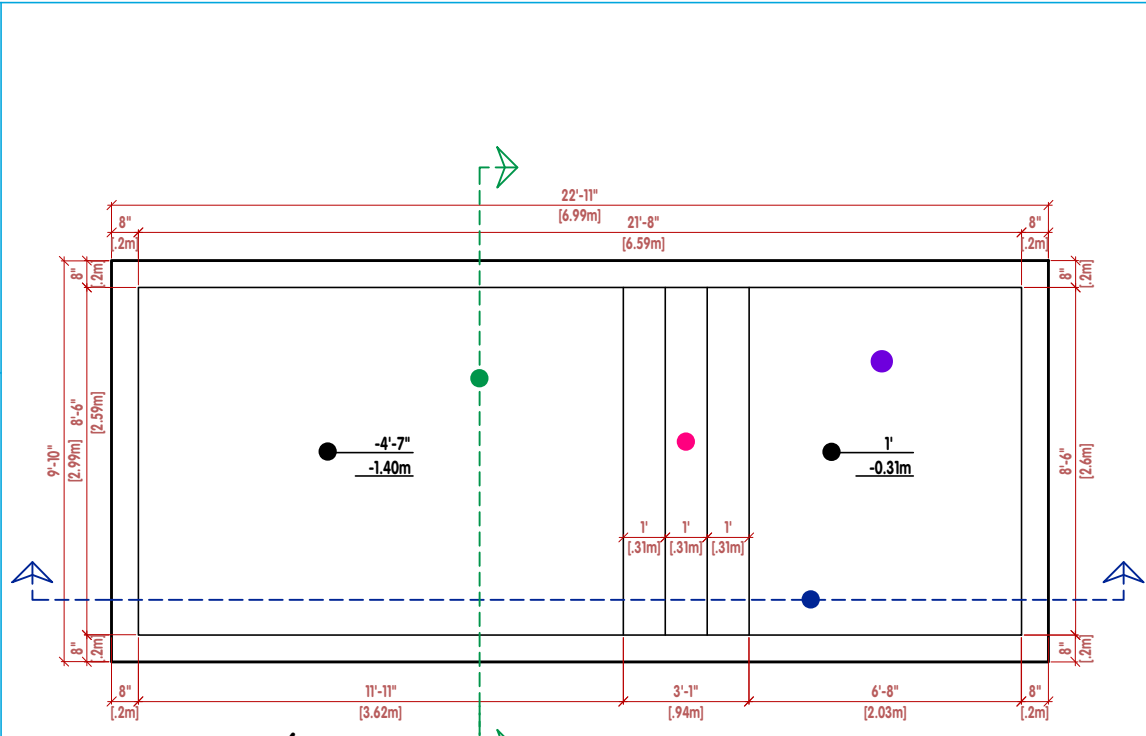 22'-11"
[6.99m]
8" 21'-8" 8"
[.2m] [6.59m] [.2m]
8"
[.2m]
8"
[.2m]
9'-10"
[2.99m]
8'-6"
[2.59m]
-4'-7"
-1.40m
1'
-0.31m
8'-6"
[2.6m]
1' 1' 1'
[.31m] [.31m] [.31m]
8"
[.2m]
8"
[.2m]
8" 11'-11" 3'-1" 6'-8" 8"
[.2m] [3.62m] [.94m] [2.03m] [.2m]